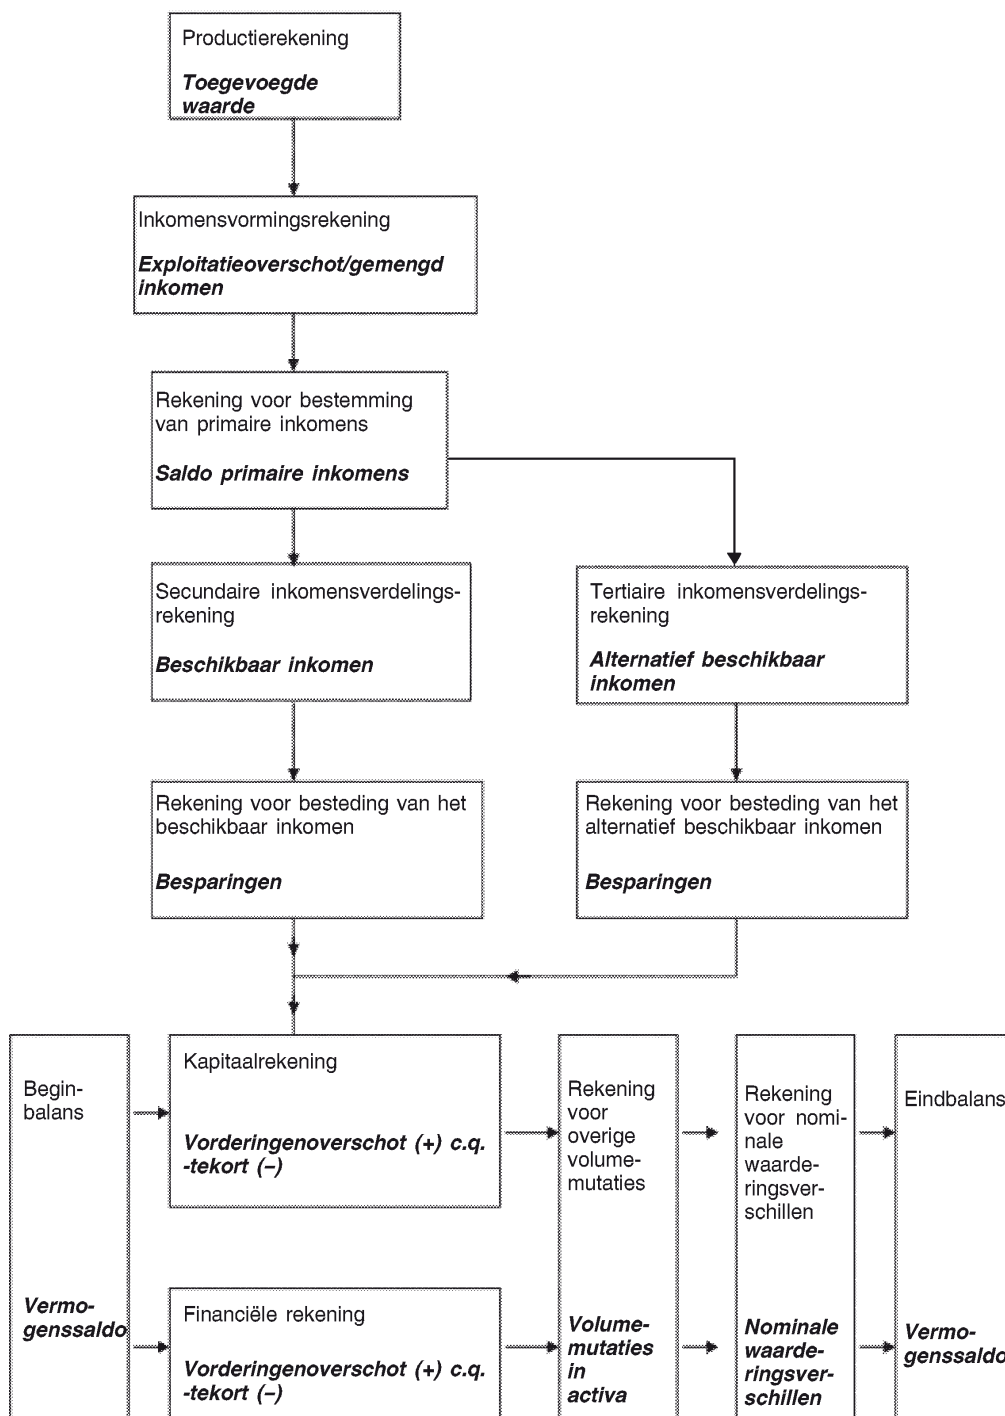 Productierekening
Toegevoegde
waarde
Inkomensvormingsrekening
Exploitatieoverschot/gemengd
inkomen
Rekening voor bestemming
van primaire inkomens
Saldo primaire inkomens
Secundaire inkomensverdelings-
rekening
Beschikbaar inkomen
Tertiaire inkomensverdelings-
rekening
Alternatief beschikbaar
inkomen
Rekening voor besteding van het
beschikbaar inkomen
Besparingen
Rekening voor besteding van het
alternatief beschikbaar inkomen
Besparingen
Begin-
balans
Vermo-
genssaldo
Kapitaalrekening
Vorderingenoverschot (+) c.q.
-tekort (–)
Financiële rekening
Vorderingenoverschot (+) c.q.
-tekort (–)
Rekening
voor
overige
volume-
mutaties
Volume-
mutaties
in
activa
Rekening
voor nomi-
nale
waarde-
ringsver-
schillen
Nominale
waarde-
ringsver-
schillen
Eindbalans
Vermo-
genssaldo